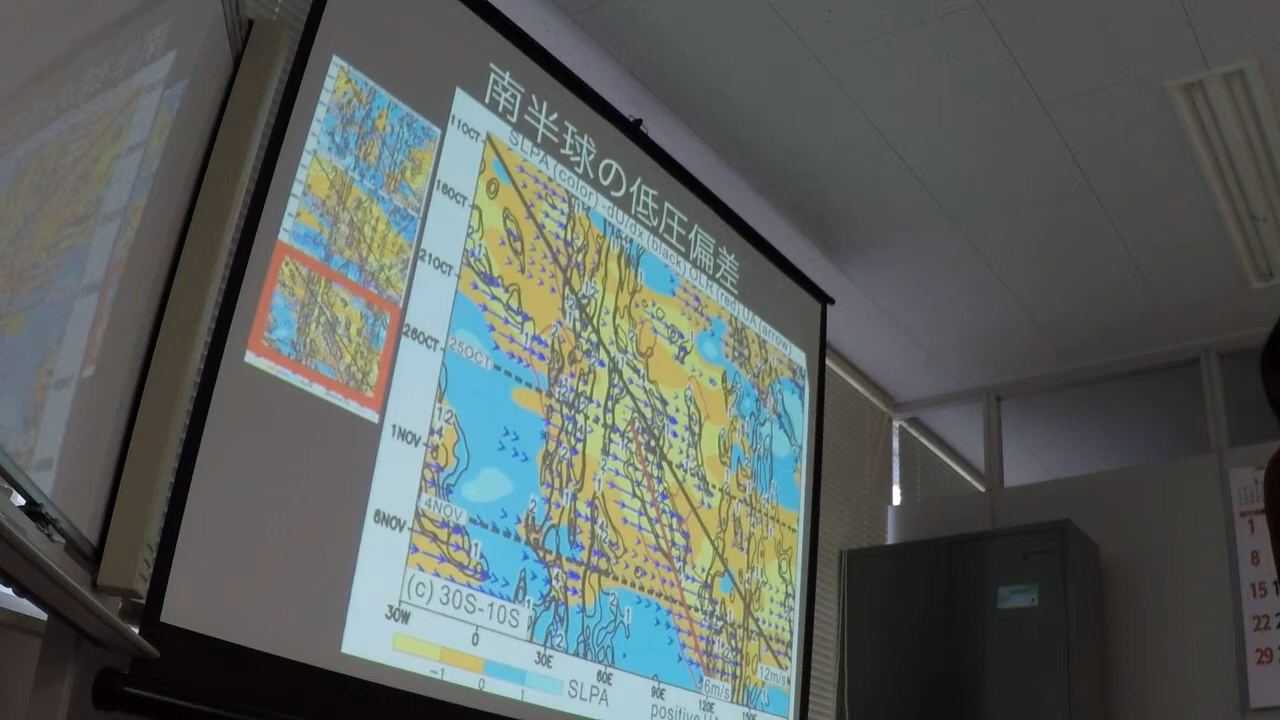 南半球の低圧偏差
SLPA (color) -dU/dx (black) OLR (red) UA (arrow)
11OCT
16OCT
21OCT
26OCT
25OCT
1NOV
4NOV
6NOV
(c) 30S-10S
30W
0
30E
60E
90E
120E
150E
6m/s
12m/s
-1
0
1
SLPA
positive
1
8
15
22
29